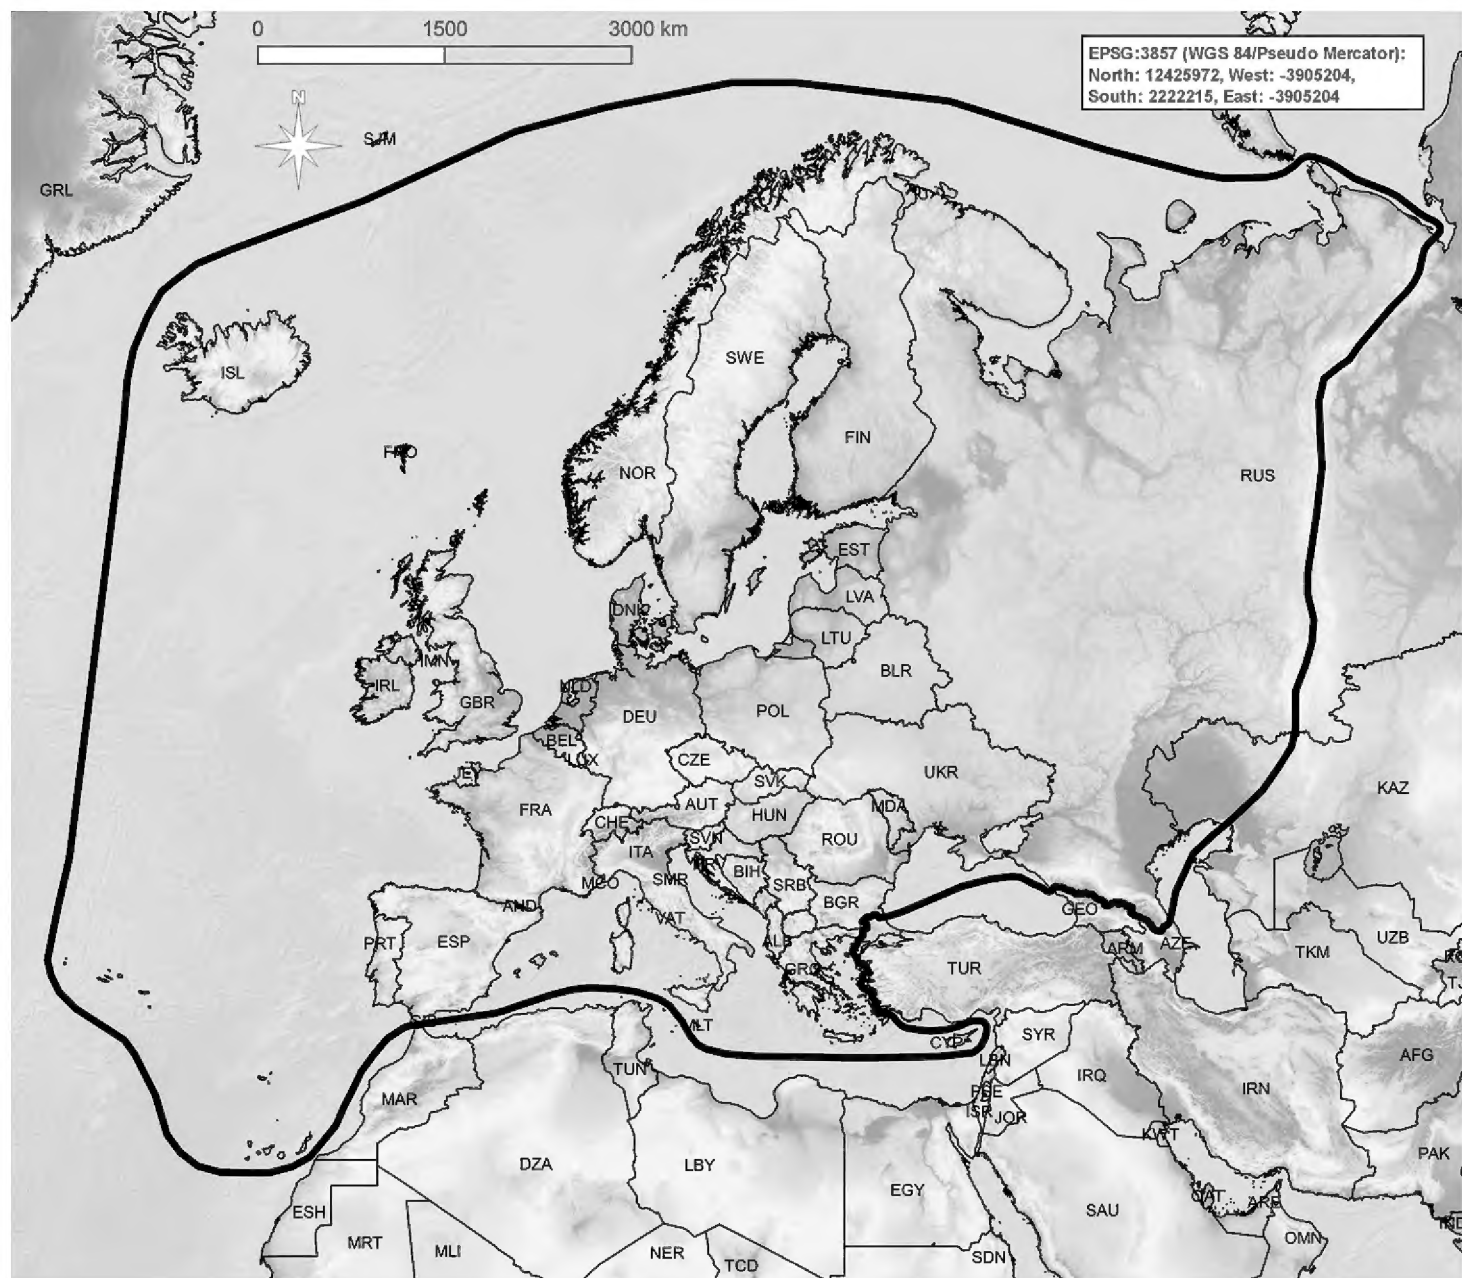 0 1500 3000 km
EPSG:3857 (WGS 84/Pseudo Mercator):
North: 12425972, West: -3905204,
South: 2222215, East: -3905204
N
SJM
GRL
ISL
SWE
FIN
NOR
RUS
EST
LVA
DNK
LTU
IMN
BLR
IRL
NLD
GBR
DEU
POL
BEL
LUX
CZE
UKR
SVK
KAZ
AUT
MDA
FRA
HUN
CHE
SVN
ROU
ITA
BIH
MCO
SMR
SRB
AND
BGR
GEO
VAT
PRT
ESP
ALB
ARM
AZE
UZB
TKM
GRC
TUR
MLT
CYP
SYR
LBN
AFG
TUN
IRQ
IRN
MAR
PSE
ISR
JOR
KWT
PAK
DZA
LBY
EGY
QAT
ARE
ESH
SAU
MRT
MLI
NER
TCD
SDN
OMN
IND